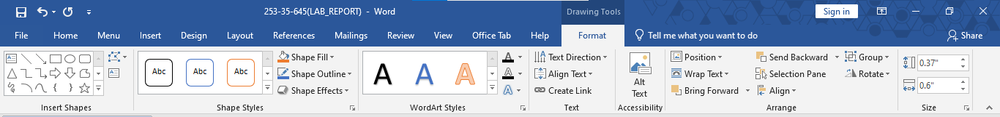 253-35-645(LAB_REPORT) - Word
Drawing Tools
Sign in
File Home Menu Insert Design Layout References Mailings Review View Office Tab Help Format Tell me what you want to do Share
Abc Abc Abc
Shape Fill
Shape Outline
Shape Effects
A A A
A
A
A
Text Direction
Align Text
Create Link
Alt
Text
Position
Wrap Text
Bring Forward
Send Backward
Selection Pane
Align
Group
Rotate
0.37"
0.6"
Insert Shapes Shape Styles WordArt Styles Text Accessibility Arrange Size